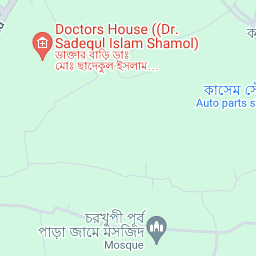 Doctors House ((Dr.
Sadequl Islam Shamol)
ডাক্তার বাড়ি ডাঃ
মোঃ ছাদেকুল ইসলাম...
কাসেম
Auto parts s
চরখুপী পূর্ব
পাড়া জামে মসজিদ
Mosque